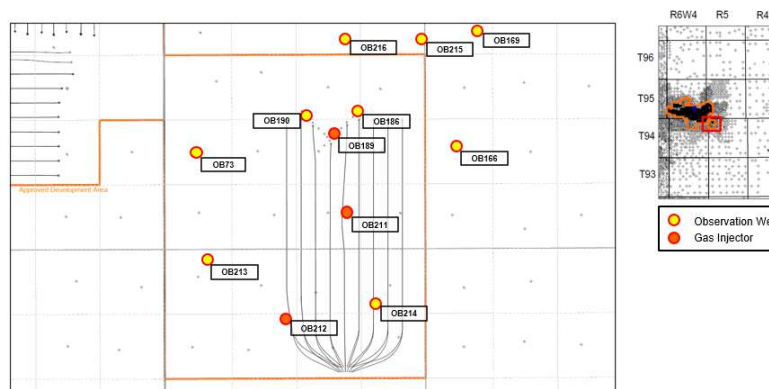 R6W4 R5 R4
OB169
OB216
OB215
T96
OB190
OB186
T95
OB189
OB73
OB166
T94
T93
Approved Development Area
OB211
Observation We
Gas Injector
OB213
OB214
OB212